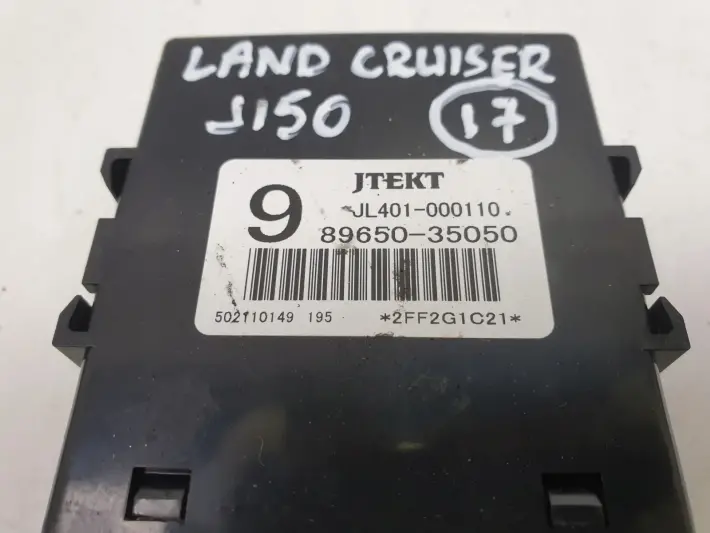 LAND CRUISER
J150 17
9 JTEKT
JL401-000110.
89650-35050
502110149 195 *2FF2G1C21*